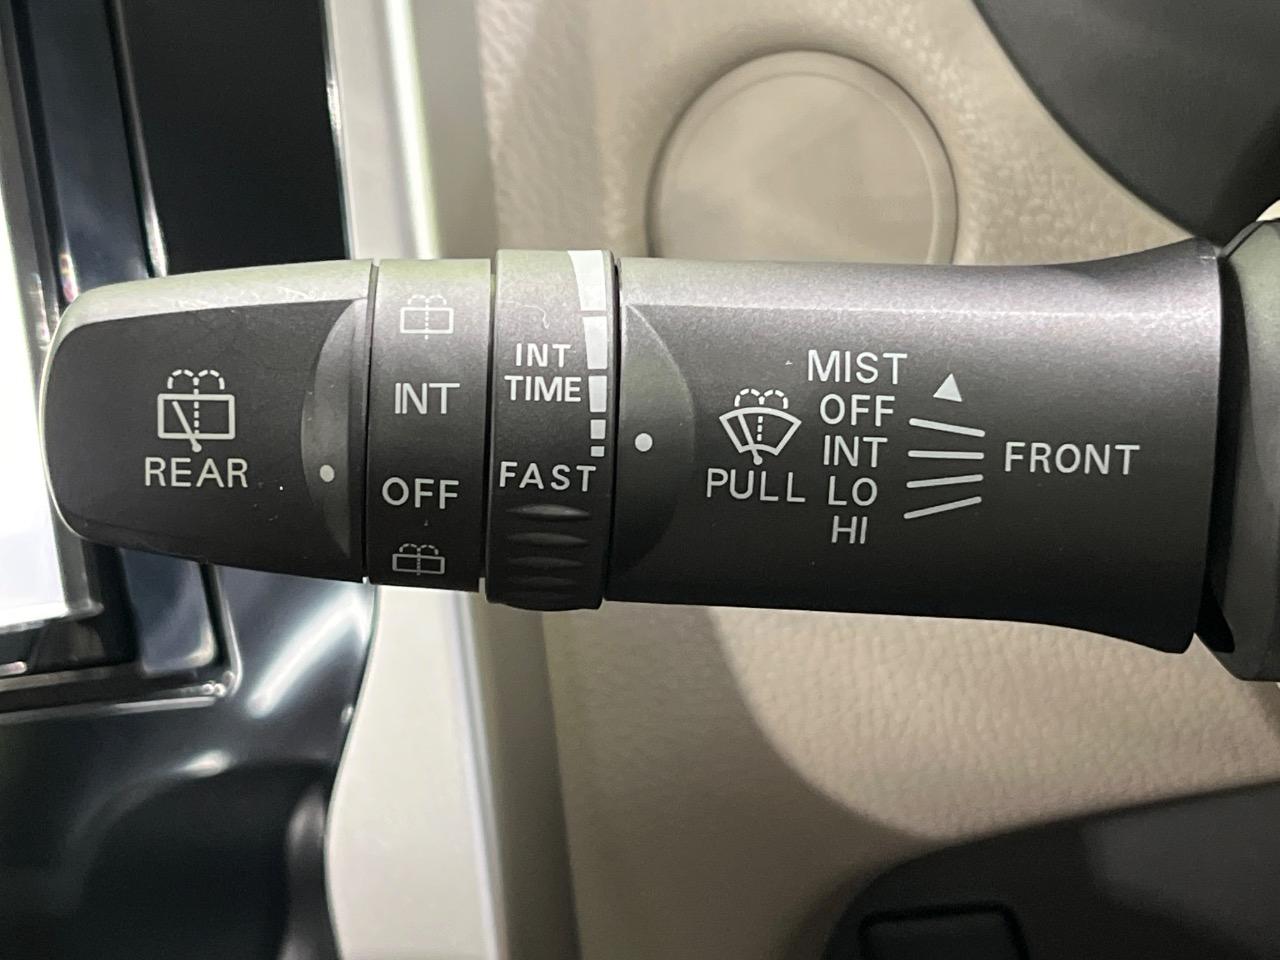 REAR
INT
OFF
INT
TIME
FAST
PULL
MIST
OFF
INT
LO
HI
FRONT